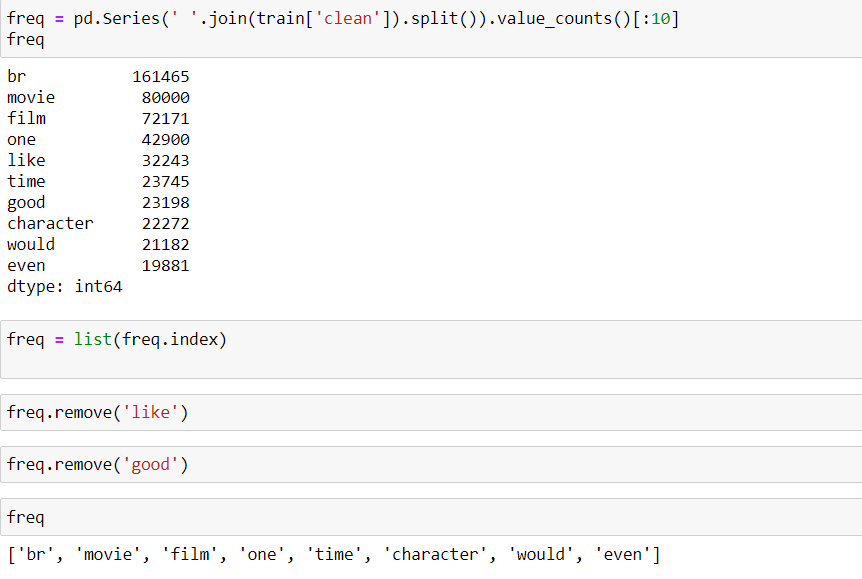 freq = pd.Series(' '.join(train['clean']).split()).value_counts()[:10]
freq
br 161465
movie 80000
film 72171
one 42900
like 32243
time 23745
good 23198
character 22272
would 21182
even 19881
dtype: int64
freq = list(freq.index)
freq.remove('like')
freq.remove('good')
freq
['br', 'movie', 'film', 'one', 'time', 'character', 'would', 'even']